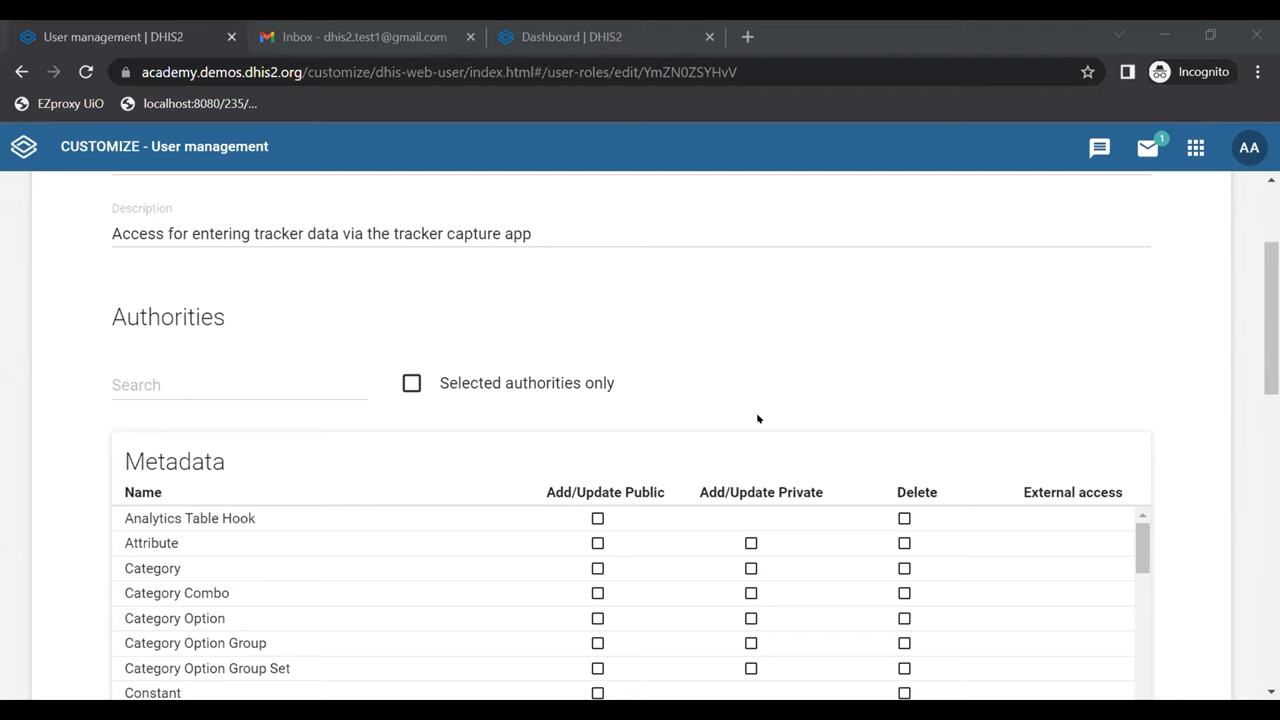 User management | DHIS2
Inbox - dhis2.test1@gmail.com
Dashboard | DHIS2
academy.demos.dhis2.org/customize/dhis-web-user/index.html#/user-roles/edit/YmZN0ZSYHvV
Incognito
EZproxy UiO
localhost:8080/235/...
CUSTOMIZE - User management
1
AA
Description
Access for entering tracker data via the tracker capture app
Authorities
Search
Selected authorities only
Metadata
Name Add/Update Public Add/Update Private Delete External access
Analytics Table Hook
Attribute
Category
Category Combo
Category Option
Category Option Group
Category Option Group Set
Constant